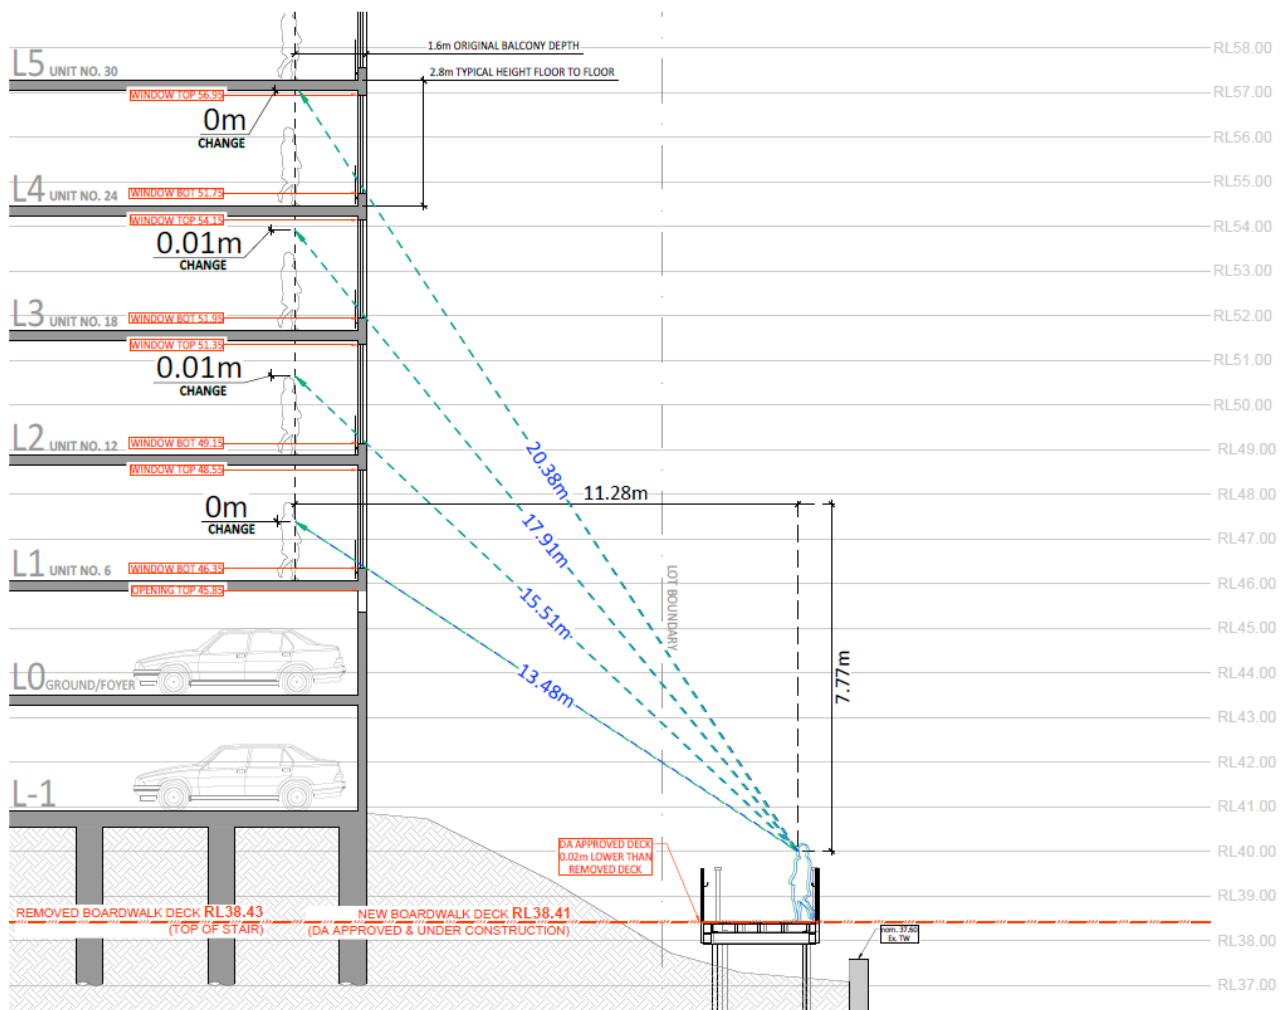 1.6m ORIGINAL BALCONY DEPTH
RL58.00
L5 UNIT NO. 30
2.8m TYPICAL HEIGHT FLOOR TO FLOOR
WINDOW TOP 56.95
RL57.00
0m
CHANGE
RL56.00
L4 UNIT NO. 24
WINDOW BOT 51.75
RL55.00
WINDOW TOP 54.15
RL54.00
0.01m
CHANGE
RL53.00
L3 UNIT NO. 18
WINDOW BOT 51.95
RL52.00
WINDOW TOP 51.35
RL51.00
0.01m
CHANGE
RL50.00
L2 UNIT NO. 12
WINDOW BOT 49.15
RL49.00
WINDOW TOP 48.55
20.38m
11.28m
RL48.00
0m
CHANGE
17.91m
RL47.00
L1 UNIT NO. 6
WINDOW BOT 46.35
RL46.00
OPENING TOP 45.85
15.51m
LOT BOUNDARY
RL45.00
L0 GROUND/FOYER
13.48m
7.77m
RL44.00
RL43.00
RL42.00
L-1
RL41.00
DA APPROVED DECK
0.02m LOWER THAN
REMOVED DECK
RL40.00
RL39.00
REMOVED BOARDWALK DECK RL38.43
(TOP OF STAIR)
NEW BOARDWALK DECK RL38.41
(DA APPROVED & UNDER CONSTRUCTION)
nom. 37.60
Ex. TW
RL38.00
RL37.00